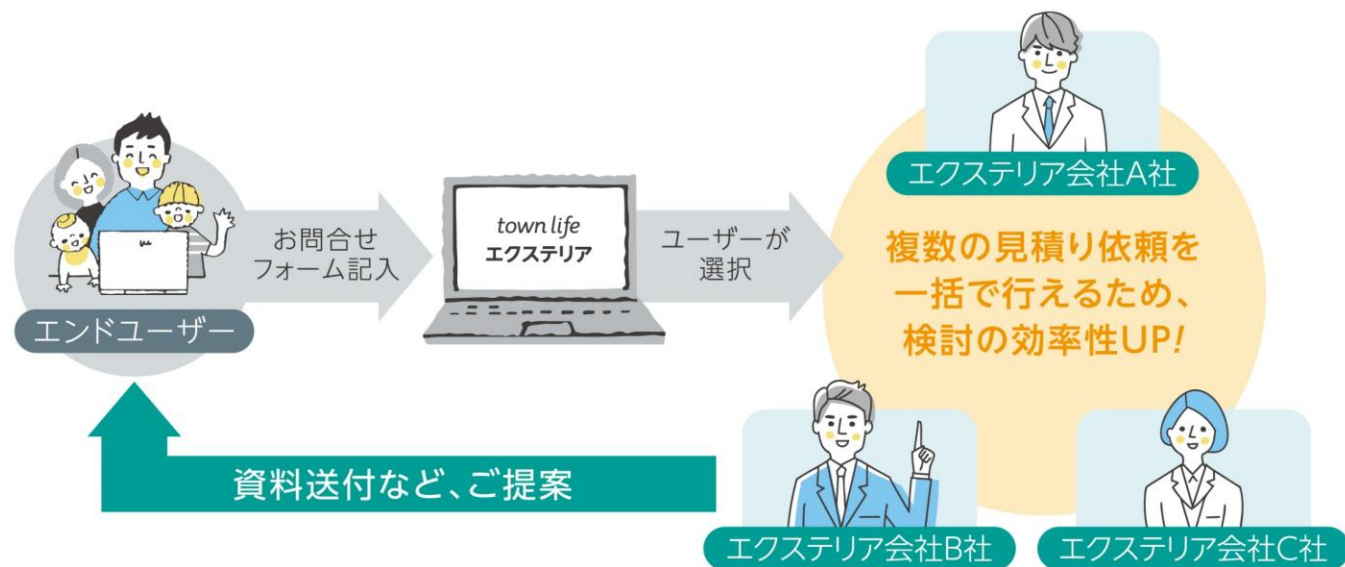 エンドユーザー
お問合せ
フォーム記入
town life
エクステリア
ユーザーが
選択
エクステリア会社A社
複数の見積り依頼を
一括で行えるため、
検討の効率性UP!
エクステリア会社B社
エクステリア会社C社
資料送付など、ご提案